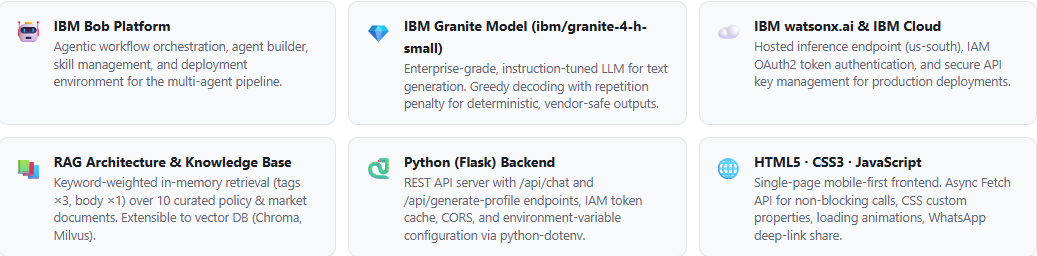 IBM Bob Platform
Agentic workflow orchestration, agent builder,
skill management, and deployment
environment for the multi-agent pipeline.
IBM Granite Model (ibm/granite-4-h-
small)
Enterprise-grade, instruction-tuned LLM for text
generation. Greedy decoding with repetition
penalty for deterministic, vendor-safe outputs.
IBM watsonx.ai & IBM Cloud
Hosted inference endpoint (us-south), IAM
OAuth2 token authentication, and secure API
key management for production deployments.
RAG Architecture & Knowledge Base
Keyword-weighted in-memory retrieval (tags
×3, body ×1) over 10 curated policy & market
documents. Extensible to vector DB (Chroma,
Milvus).
Python (Flask) Backend
REST API server with /api/chat and
/api/generate-profile endpoints, IAM token
cache, CORS, and environment-variable
configuration via python-dotenv.
HTML5 · CSS3 · JavaScript
Single-page mobile-first frontend. Async Fetch
API for non-blocking calls, CSS custom
properties, loading animations, WhatsApp
deep-link share.